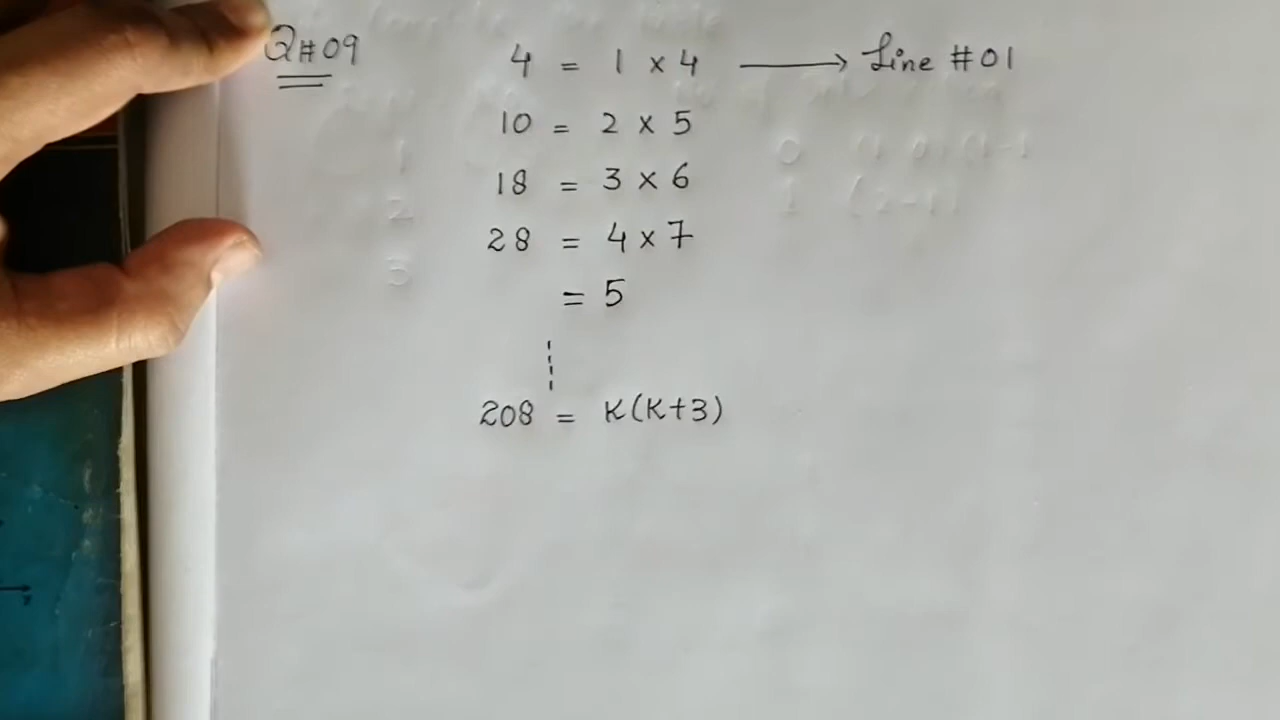 Q#09
4 = 1 x 4 → Line #01
10 = 2 x 5
18 = 3 x 6
28 = 4 x 7
= 5
208 = K(K+3)